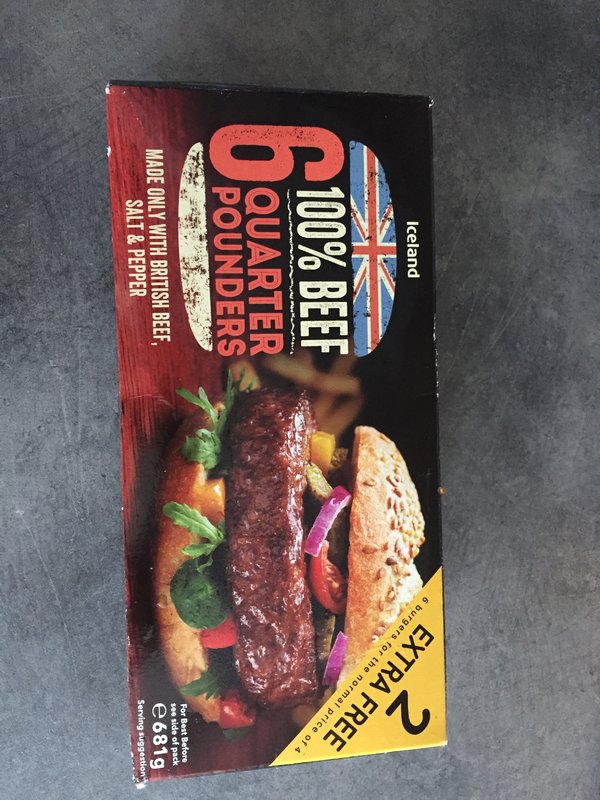 Iceland
6 100% BEEF
QUARTER
POUNDERS
MADE ONLY WITH BRITISH BEEF,
SALT & PEPPER
2
EXTRA FREE
6 burgers for the normal price of 4
For Best Before
see side of pack
e 681g
Serving suggestion